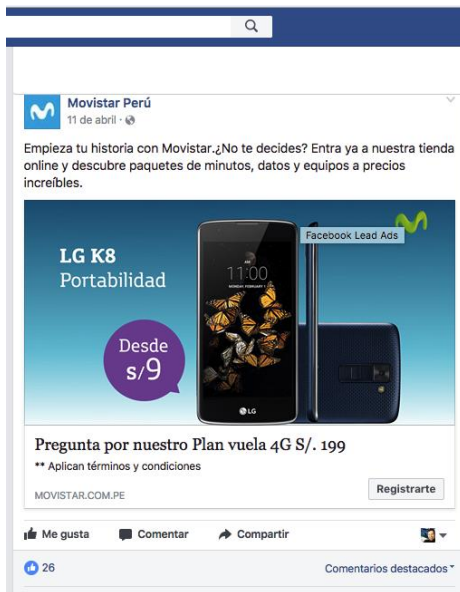 Movistar Perú
11 de abril ·
Empieza tu historia con Movistar.¿No te decides? Entra ya a nuestra tienda
online y descubre paquetes de minutos, datos y equipos a precios
increíbles.
Facebook Lead Ads
LG K8
Portabilidad
11:00
MONDAY, FEBRUARY 1
Desde
s/9
LG
Pregunta por nuestro Plan vuela 4G S/. 199
** Aplican términos y condiciones
MOVISTAR.COM.PE
Registrarte
Me gusta Comentar Compartir
26 Comentarios destacados